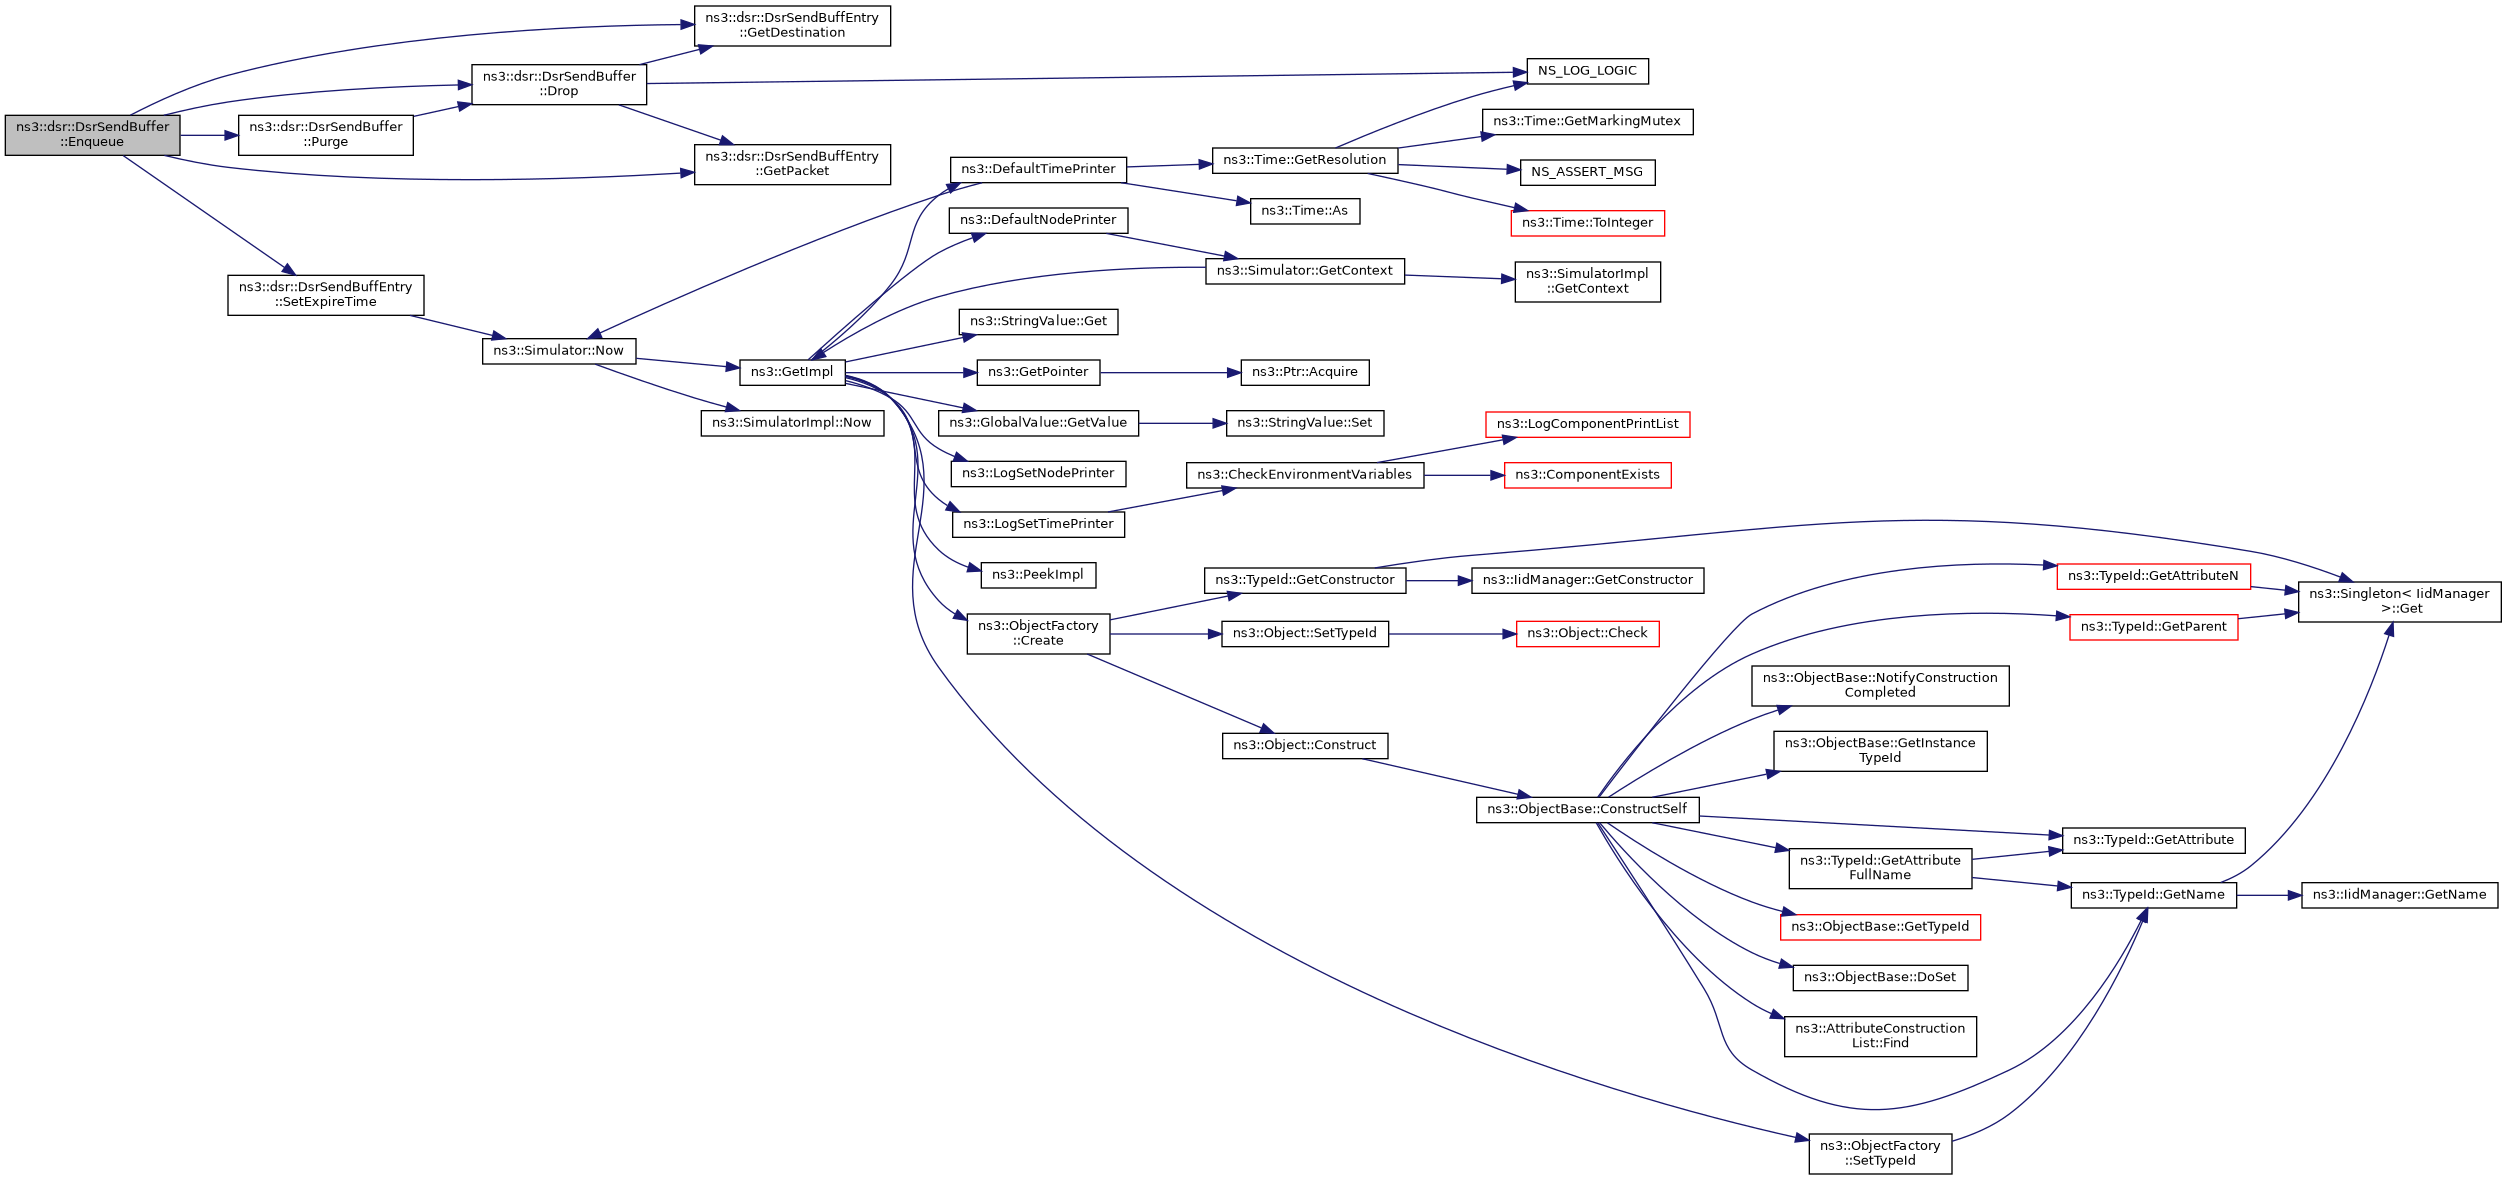 ns3::dsr::DsrSendBuffer
::Enqueue
ns3::dsr::DsrSendBuffEntry
::GetDestination
ns3::dsr::DsrSendBuffer
::Drop
ns3::dsr::DsrSendBuffer
::Purge
ns3::dsr::DsrSendBuffEntry
::GetPacket
ns3::dsr::DsrSendBuffEntry
::SetExpireTime
NS_LOG_LOGIC
ns3::Simulator::Now
ns3::GetImpl
ns3::SimulatorImpl::Now
ns3::DefaultTimePrinter
ns3::Time::GetResolution
ns3::Time::GetMarkingMutex
NS_ASSERT_MSG
ns3::Time::ToInteger
ns3::Time::As
ns3::DefaultNodePrinter
ns3::Simulator::GetContext
ns3::SimulatorImpl
::GetContext
ns3::StringValue::Get
ns3::GetPointer
ns3::Ptr::Acquire
ns3::GlobalValue::GetValue
ns3::StringValue::Set
ns3::LogSetNodePrinter
ns3::LogSetTimePrinter
ns3::CheckEnvironmentVariables
ns3::LogComponentPrintList
ns3::ComponentExists
ns3::PeekImpl
ns3::ObjectFactory
::Create
ns3::TypeId::GetConstructor
ns3::IidManager::GetConstructor
ns3::Object::SetTypeId
ns3::Object::Check
ns3::Object::Construct
ns3::ObjectBase::ConstructSelf
ns3::TypeId::GetAttributeN
ns3::TypeId::GetParent
ns3::Singleton< IidManager
>::Get
ns3::ObjectBase::NotifyConstruction
Completed
ns3::ObjectBase::GetInstance
TypeId
ns3::TypeId::GetAttribute
ns3::TypeId::GetAttribute
FullName
ns3::TypeId::GetName
ns3::IidManager::GetName
ns3::ObjectBase::GetTypeId
ns3::ObjectBase::DoSet
ns3::AttributeConstruction
List::Find
ns3::ObjectFactory
::SetTypeId